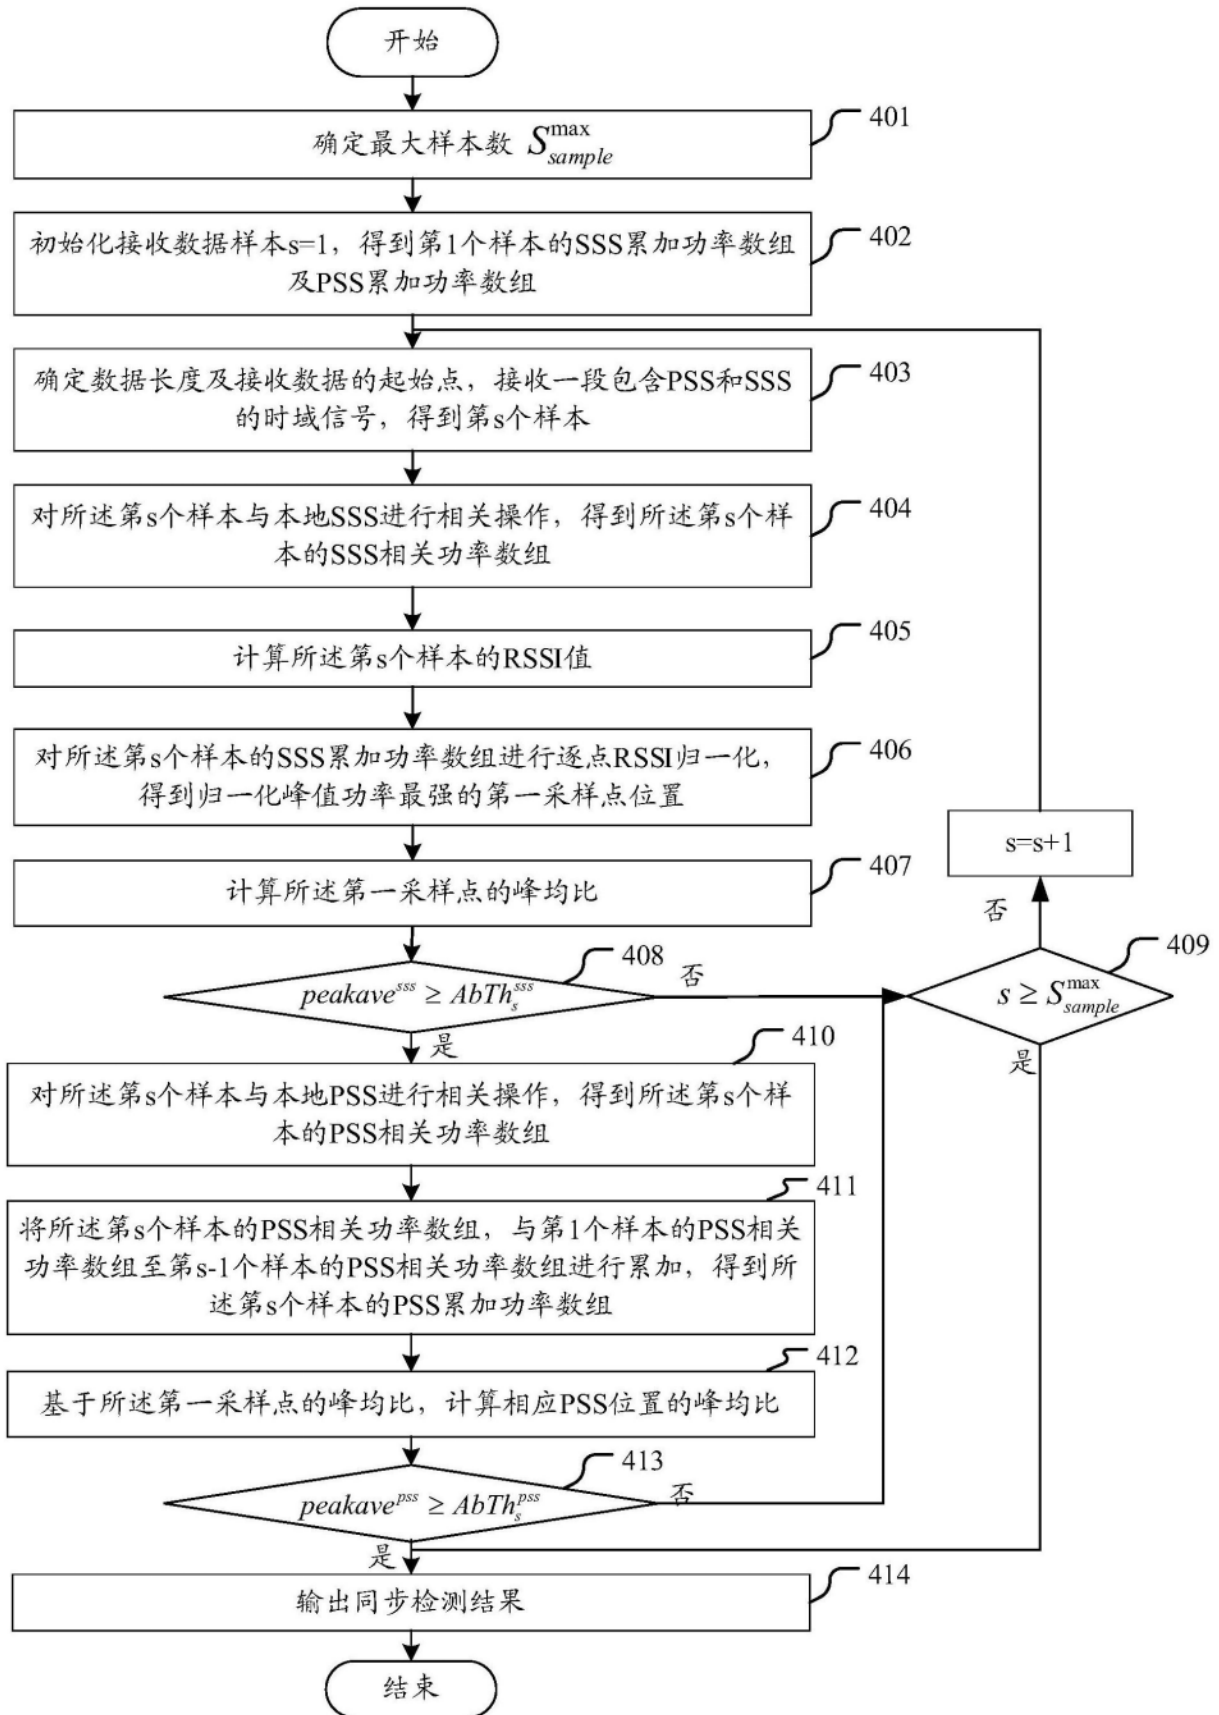 开始
401
确定最大样本数 S_{sample}^{max}
402
初始化接收数据样本s=1，得到第1个样本的SSS累加功率数组
及PSS累加功率数组
403
确定数据长度及接收数据的起始点，接收一段包含PSS和SSS
的时域信号，得到第s个样本
404
对所述第s个样本与本地SSS进行相关操作，得到所述第s个样
本的SSS相关功率数组
405
计算所述第s个样本的RSSI值
406
对所述第s个样本的SSS累加功率数组进行逐点RSSI归一化，
得到归一化峰值功率最强的第一采样点位置
s=s+1
407
计算所述第一采样点的峰均比
否
408
否
409
peakave^{sss} ≥ AbTh_s^{sss}
s ≥ S_{sample}^{max}
是
是
410
对所述第s个样本与本地PSS进行相关操作，得到所述第s个样
本的PSS相关功率数组
411
将所述第s个样本的PSS相关功率数组，与第1个样本的PSS相关
功率数组至第s-1个样本的PSS相关功率数组进行累加，得到所
述第s个样本的PSS累加功率数组
412
基于所述第一采样点的峰均比，计算相应PSS位置的峰均比
413
peakave^{pss} ≥ AbTh_s^{pss}
否
是
414
输出同步检测结果
结束